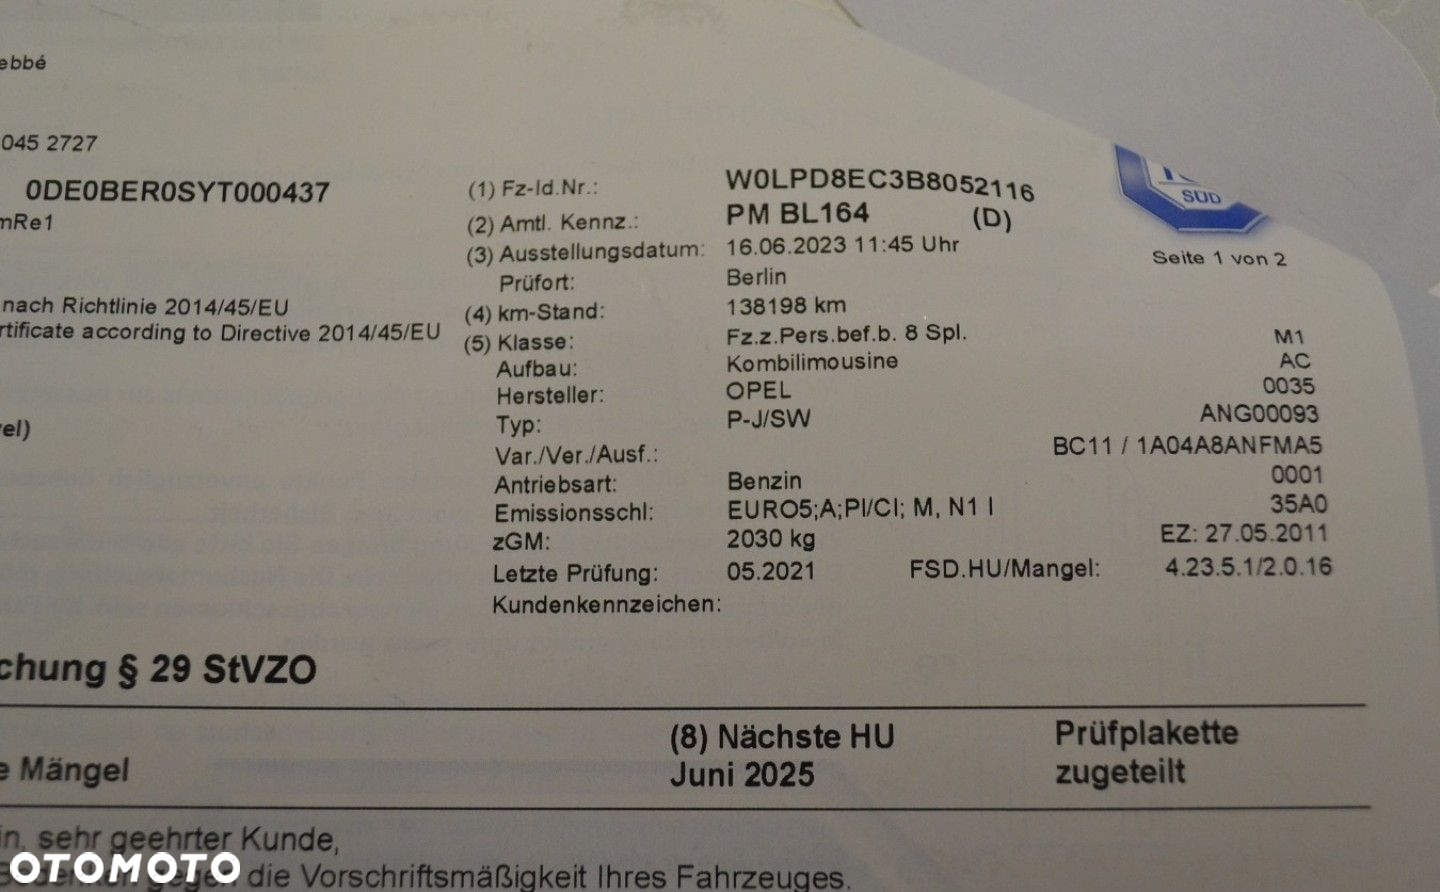 ebbé
045 2727
0DE0BER0SYT000437
mRe1
nach Richtlinie 2014/45/EU
rtificate according to Directive 2014/45/EU
vel)
(1) Fz-Id.Nr.: W0LPD8EC3B8052116
(2) Amtl. Kennz.: PM BL164 (D)
(3) Ausstellungsdatum: 16.06.2023 11:45 Uhr
Prüfort: Berlin
(4) km-Stand: 138198 km
(5) Klasse: Fz.z.Pers.bef.b. 8 Spl. M1
Aufbau: Kombilimousine AC
Hersteller: OPEL 0035
Typ: P-J/SW ANG00093
Var./Ver./Ausf.: BC11 / 1A04A8ANFMA5
Antriebsart: Benzin 0001
Emissionsschl: EURO5;A;PI/CI; M, N1 I 35A0
zGM: 2030 kg EZ: 27.05.2011
Letzte Prüfung: 05.2021 FSD.HU/Mangel: 4.23.5.1/2.0.16
Kundenkennzeichen:
SÜD
Seite 1 von 2
chung § 29 StVZO
(8) Nächste HU Prüfplakette
e Mängel Juni 2025 zugeteilt
in, sehr geehrter Kunde,
gegen die Vorschriftsmäßigkeit Ihres Fahrzeuges.
OTOMOTO